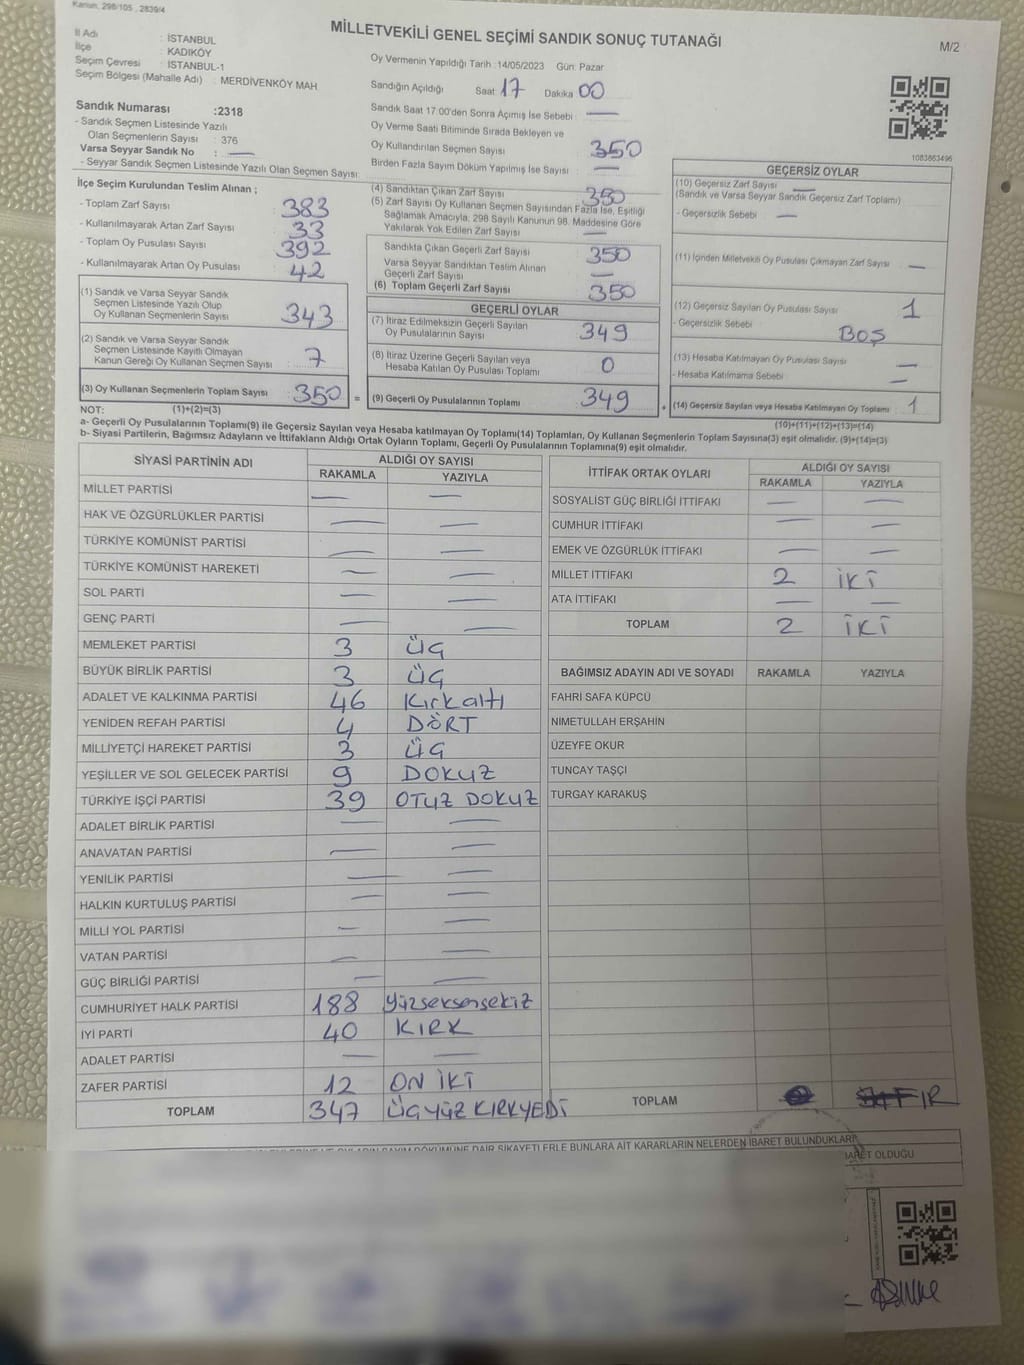 Kanun, 298/105 , 2839/4
MİLLETVEKİLİ GENEL SEÇİMİ SANDIK SONUÇ TUTANAĞI
M/2
İl Adı : İSTANBUL
İlçe : KADIKÖY
Seçim Çevresi : İSTANBUL-1
Seçim Bölgesi (Mahalle Adı) : MERDİVENKÖY MAH.
Oy Vermenin Yapıldığı Tarih :14/05/2023 Gün: Pazar
Sandığın Açıldığı Saat 17 Dakika 00
Sandık Saat 17.00'den Sonra Açılmış İse Sebebi : —
Oy Verme Saati Bitiminde Sırada Bekleyen ve
Oy Kullandırılan Seçmen Sayısı : 350
Birden Fazla Sayım Döküm Yapılmış İse Sayısı : —
1083863496
Sandık Numarası :2318
- Sandık Seçmen Listesinde Yazılı
Olan Seçmenlerin Sayısı : 376
Varsa Seyyar Sandık No : —
- Seyyar Sandık Seçmen Listesinde Yazılı Olan Seçmen Sayısı:
İlçe Seçim Kurulundan Teslim Alınan ;
- Toplam Zarf Sayısı : 383
- Kullanılmayarak Artan Zarf Sayısı : 33
- Toplam Oy Pusulası Sayısı : 392
- Kullanılmayarak Artan Oy Pusulası : 42
(1) Sandık ve Varsa Seyyar Sandık
Seçmen Listesinde Yazılı Olup
Oy Kullanan Seçmenlerin Sayısı : 343
(2) Sandık ve Varsa Seyyar Sandık
Seçmen Listesinde Kayıtlı Olmayan
Kanun Gereği Oy Kullanan Seçmen Sayısı : 7
(3) Oy Kullanan Seçmenlerin Toplam Sayısı : 350
(4) Sandıktan Çıkan Zarf Sayısı : 350
(5) Zarf Sayısı Oy Kullanan Seçmen Sayısından Fazla İse, Eşitliği
Sağlamak Amacıyla, 298 Sayılı Kanunun 98. Maddesine Göre
Yakılarak Yok Edilen Zarf Sayısı : —
Sandıkta Çıkan Geçerli Zarf Sayısı : 350
Varsa Seyyar Sandıktan Teslim Alınan
Geçerli Zarf Sayısı : —
(6) Toplam Geçerli Zarf Sayısı : 350
GEÇERLİ OYLAR
(7) İtiraz Edilmeksizin Geçerli Sayılan
Oy Pusulalarının Sayısı : 349
(8) İtiraz Üzerine Geçerli Sayılan veya
Hesaba Katılan Oy Pusulası Toplamı : 0
(9) Geçerli Oy Pusulalarının Toplamı : 349
GEÇERSİZ OYLAR
(10) Geçersiz Zarf Sayısı : —
(Sandık ve Varsa Seyyar Sandık Geçersiz Zarf Toplamı)
- Geçersizlik Sebebi : —
(11) İçinden Milletvekili Oy Pusulası Çıkmayan Zarf Sayısı : —
(12) Geçersiz Sayılan Oy Pusulası Sayısı : 1
- Geçersizlik Sebebi : BOŞ
(13) Hesaba Katılmayan Oy Pusulası Sayısı : —
- Hesaba Katılmama Sebebi : —
(14) Geçersiz Sayılan veya Hesaba Katılmayan Oy Toplamı : 1
NOT: (1)+(2)=(3)
(10)+(11)+(12)+(13)=(14)
a- Geçerli Oy Pusulalarının Toplamı(9) ile Geçersiz Sayılan veya Hesaba katılmayan Oy Toplamı(14) Toplamları, Oy Kullanan Seçmenlerin Toplam Sayısına(3) eşit olmalıdır. (9)+(14)=(3)
b- Siyasi Partilerin, Bağımsız Adayların ve İttifakların Aldığı Ortak Oyların Toplamı, Geçerli Oy Pusulalarının Toplamına(9) eşit olmalıdır.
SİYASİ PARTİNİN ADI ALDIĞI OY SAYISI
RAKAMLA YAZIYLA
MİLLET PARTİSİ — —
HAK VE ÖZGÜRLÜKLER PARTİSİ — —
TÜRKİYE KOMÜNİST PARTİSİ — —
TÜRKİYE KOMÜNİST HAREKETİ — —
SOL PARTİ — —
GENÇ PARTİ — —
MEMLEKET PARTİSİ 3 üç
BÜYÜK BİRLİK PARTİSİ 3 üç
ADALET VE KALKINMA PARTİSİ 46 Kırkaltı
YENİDEN REFAH PARTİSİ 4 DÖRT
MİLLİYETÇİ HAREKET PARTİSİ 3 üç
YEŞİLLER VE SOL GELECEK PARTİSİ 9 DOKUZ
TÜRKİYE İŞÇİ PARTİSİ 39 OTUZ DOKUZ
ADALET BİRLİK PARTİSİ — —
ANAVATAN PARTİSİ — —
YENİLİK PARTİSİ — —
HALKIN KURTULUŞ PARTİSİ — —
MİLLİ YOL PARTİSİ — —
VATAN PARTİSİ — —
GÜÇ BİRLİĞİ PARTİSİ — —
CUMHURİYET HALK PARTİSİ 188 yüzseksensekiz
İYİ PARTİ 40 KIRK
ADALET PARTİSİ — —
ZAFER PARTİSİ 12 ON İKİ
TOPLAM 347 ÜÇYÜZ KIRKYEDİ
İTTİFAK ORTAK OYLARI ALDIĞI OY SAYISI
RAKAMLA YAZIYLA
SOSYALİST GÜÇ BİRLİĞİ İTTİFAKI — —
CUMHUR İTTİFAKI — —
EMEK VE ÖZGÜRLÜK İTTİFAKI — —
MİLLET İTTİFAKI 2 İKİ
ATA İTTİFAKI — —
TOPLAM 2 İKİ
BAĞIMSIZ ADAYIN ADI VE SOYADI RAKAMLA YAZIYLA
FAHRİ SAFA KÜPCÜ
NİMETULLAH ERŞAHİN
ÜZEYFE OKUR
TUNCAY TAŞÇI
TURGAY KARAKUŞ
TOPLAM
DAİR ŞİKAYETLERLE BUNLARA AİT KARARLARIN NELERDEN İBARET BULUNDUKLARI
OLDUĞU